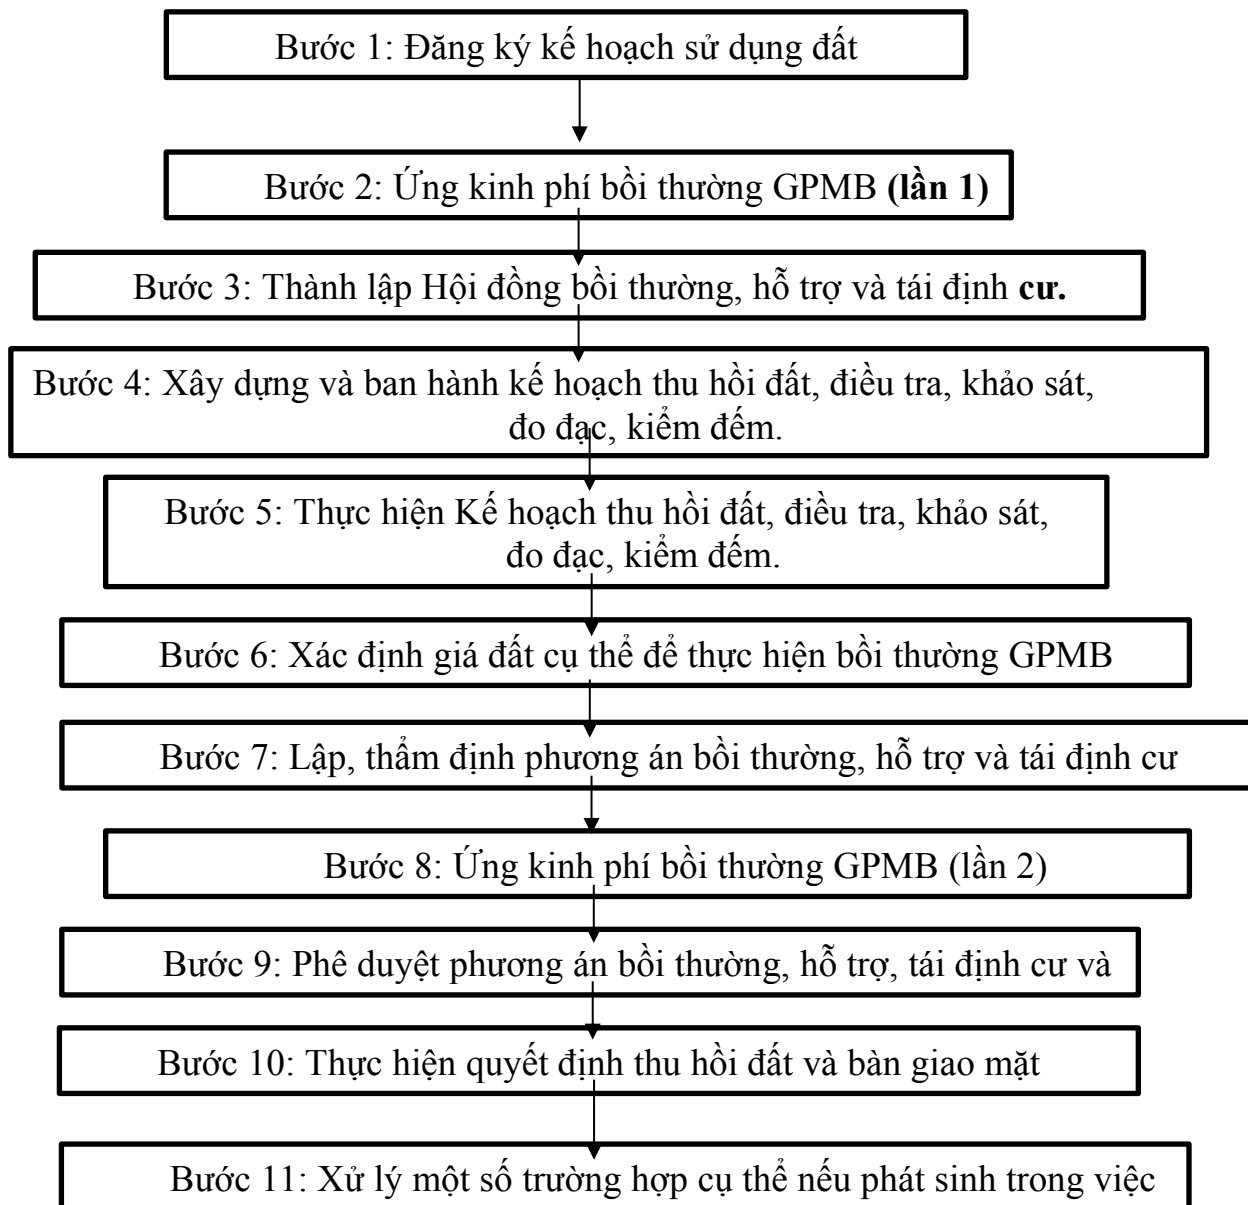 Bước 1: Đăng ký kế hoạch sử dụng đất
Bước 2: Ứng kinh phí bồi thường GPMB (lần 1)
Bước 3: Thành lập Hội đồng bồi thường, hỗ trợ và tái định cư.
Bước 4: Xây dựng và ban hành kế hoạch thu hồi đất, điều tra, khảo sát,
đo đạc, kiểm đếm.
Bước 5: Thực hiện Kế hoạch thu hồi đất, điều tra, khảo sát,
đo đạc, kiểm đếm.
Bước 6: Xác định giá đất cụ thể để thực hiện bồi thường GPMB
Bước 7: Lập, thẩm định phương án bồi thường, hỗ trợ và tái định cư
Bước 8: Ứng kinh phí bồi thường GPMB (lần 2)
Bước 9: Phê duyệt phương án bồi thường, hỗ trợ, tái định cư và
Bước 10: Thực hiện quyết định thu hồi đất và bàn giao mặt
Bước 11: Xử lý một số trường hợp cụ thể nếu phát sinh trong việc